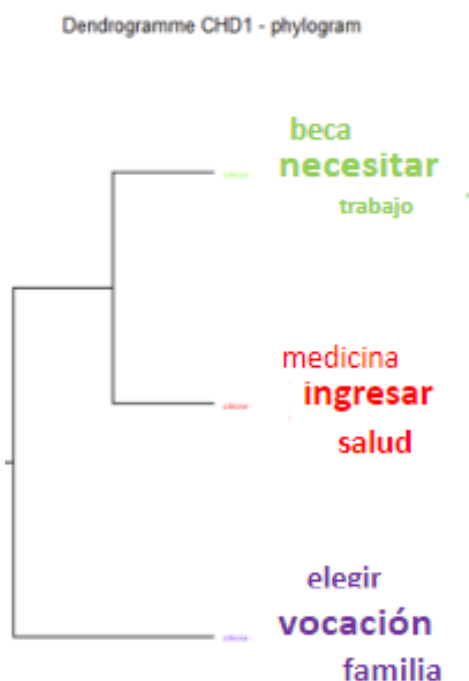 Dendrogramme CHD1 - phylogram
beca
necesitar
trabajo
medicina
ingresar
salud
elegir
vocación
familia